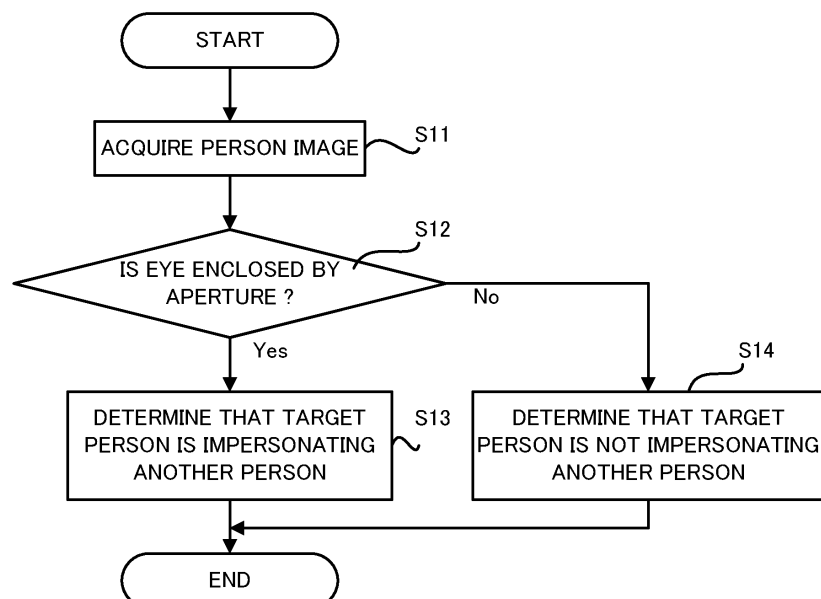 START
ACQUIRE PERSON IMAGE
S11
S12
IS EYE ENCLOSED BY
APERTURE ?
No
Yes
S14
DETERMINE THAT TARGET
PERSON IS IMPERSONATING
ANOTHER PERSON
S13
DETERMINE THAT TARGET
PERSON IS NOT IMPERSONATING
ANOTHER PERSON
END